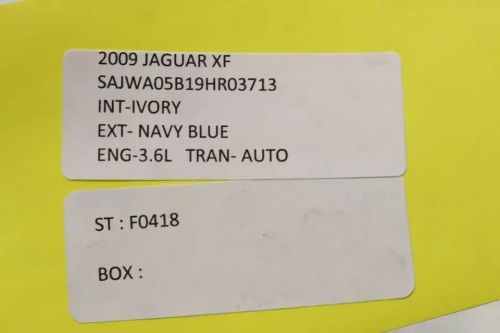 2009 JAGUAR XF
SAJWA05B19HR03713
INT-IVORY
EXT- NAVY BLUE
ENG-3.6L TRAN- AUTO
ST : F0418
BOX :